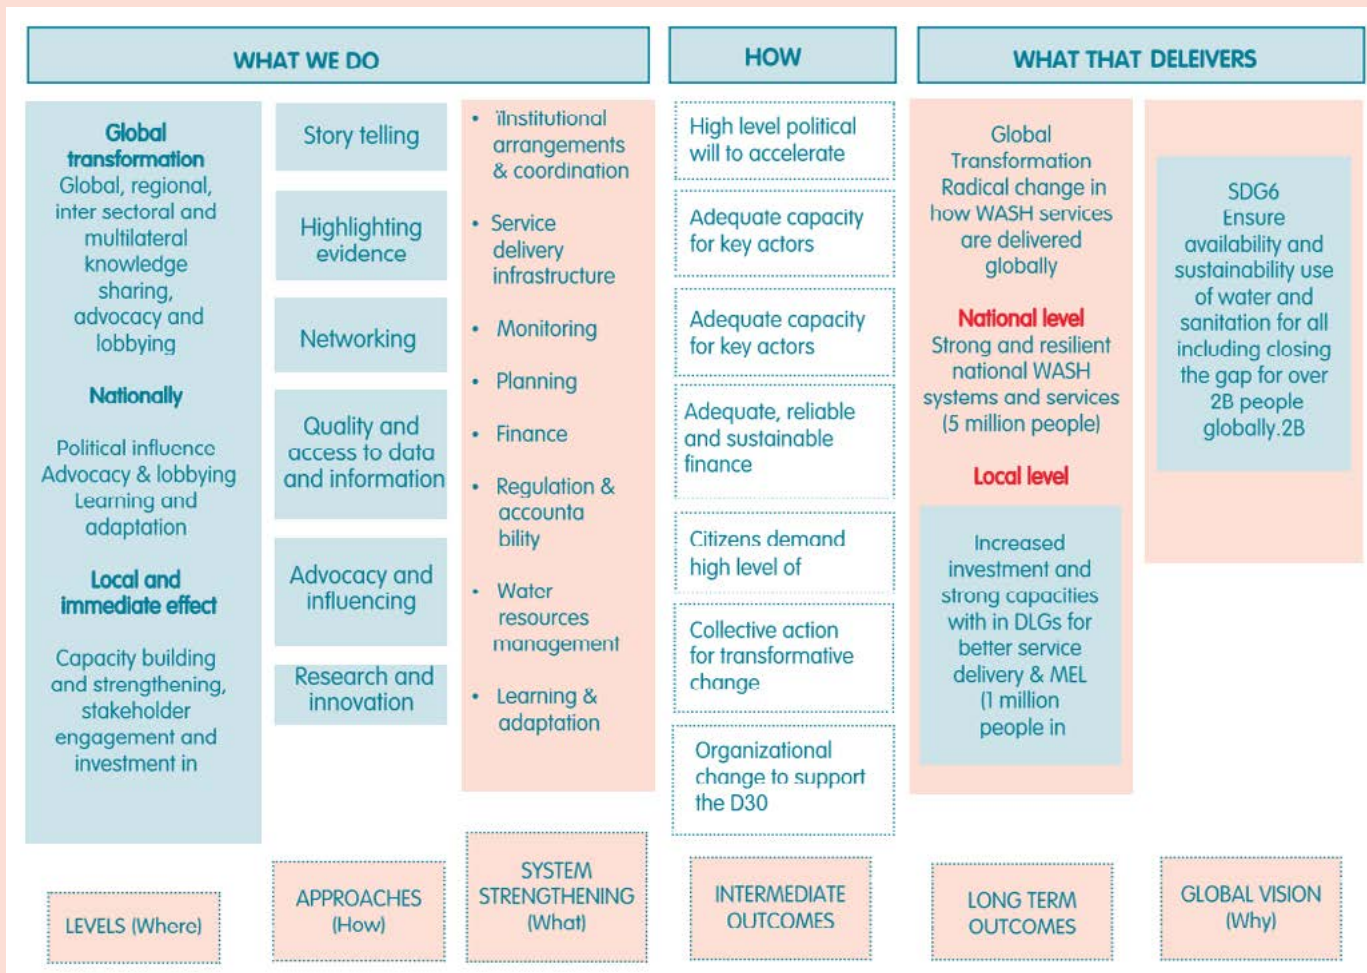 WHAT WE DO
HOW
WHAT THAT DELEIVERS
Global
transformation
Global, regional,
inter sectoral and
multilateral
knowledge
sharing,
advocacy and
lobbying
Nationally
Political influence
Advocacy & lobbying
Learning and
adaptation
Local and
immediate effect
Capacity building
and strengthening,
stakeholder
engagement and
investment in
LEVELS (Where)
Story telling
Highlighting
evidence
Networking
Quality and
access to data
and information
Advocacy and
influencing
Research and
innovation
APPROACHES
(How)
• ïlnstitutional
arrangements
& coordination
• Service
delivery
infrastructure
• Monitoring
• Planning
• Finance
• Regulation &
accounta
bility
• Water
resources
management
• Learning &
adaptation
SYSTEM
STRENGTHENING
(What)
High level political
will to accelerate
Adequate capacity
for key actors
Adequate capacity
for key actors
Adequate, reliable
and sustainable
finance
Citizens demand
high level of
Collective action
for transformative
change
Organizational
change to support
the D30
INTERMEDIATE
OUTCOMES
Global
Transformation
Radical change in
how WASH services
are delivered
globally
National level
Strong and resilient
national WASH
systems and services
(5 million people)
Local level
Increased
investment and
strong capacities
with in DLGs for
better service
delivery & MEL
(1 million
people in
LONG TERM
OUTCOMES
SDG6
Ensure
availability and
sustainability use
of water and
sanitation for all
including closing
the gap for over
2B people
globally.2B
GLOBAL VISION
(Why)